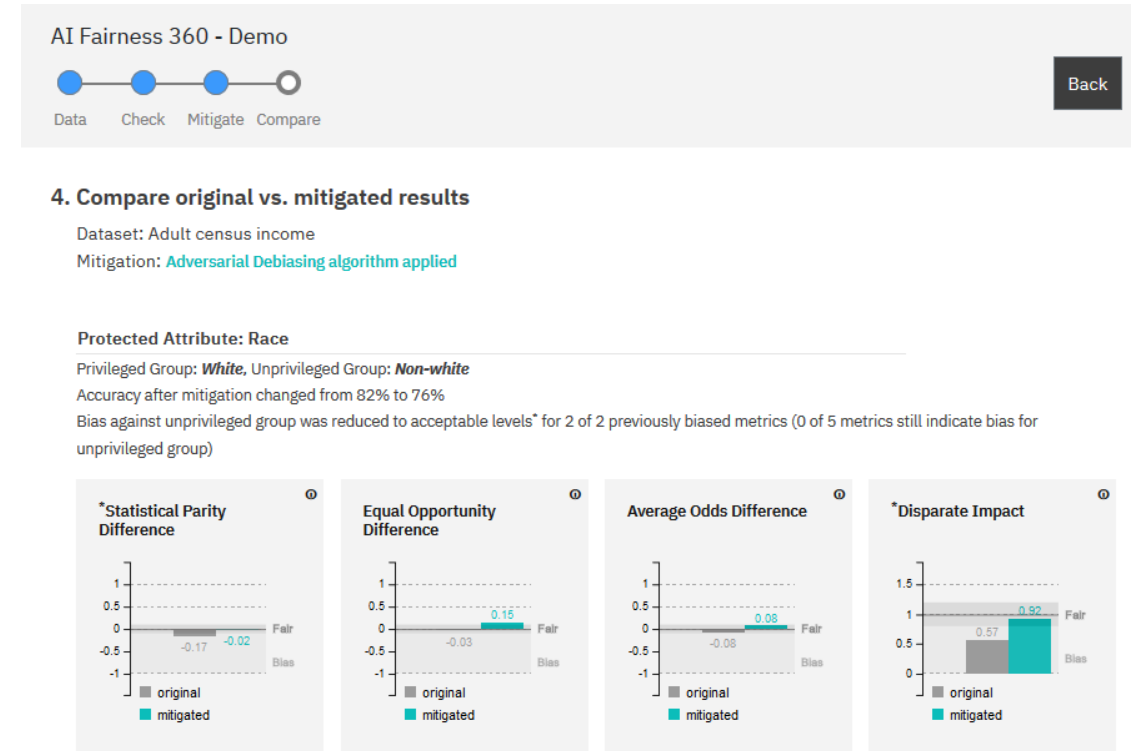 AI Fairness 360 - Demo
Back
Data Check Mitigate Compare
4. Compare original vs. mitigated results
Dataset: Adult census income
Mitigation: Adversarial Debiasing algorithm applied
Protected Attribute: Race
Privileged Group: White, Unprivileged Group: Non-white
Accuracy after mitigation changed from 82% to 76%
Bias against unprivileged group was reduced to acceptable levels* for 2 of 2 previously biased metrics (0 of 5 metrics still indicate bias for
unprivileged group)
*Statistical Parity
Difference
1
0.5
0
-0.5
-1
-0.17
-0.02
Fair
Bias
original
mitigated
Equal Opportunity
Difference
1
0.5
0
-0.5
-1
-0.03
0.15
Fair
Bias
original
mitigated
Average Odds Difference
1
0.5
0
-0.5
-1
-0.08
0.08
Fair
Bias
original
mitigated
*Disparate Impact
1.5
1
0.5
0
0.57
0.92
Fair
Bias
original
mitigated